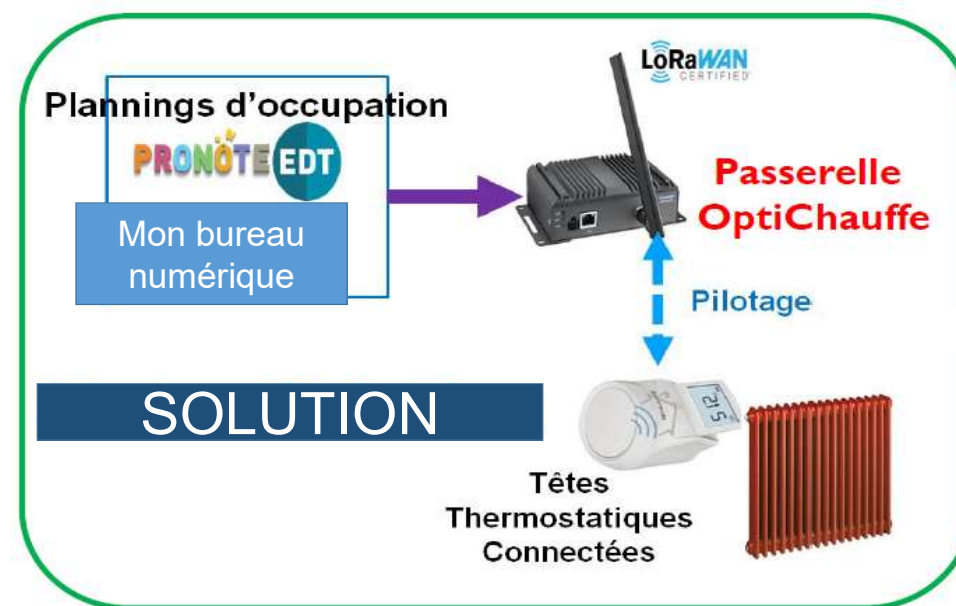 Plannings d'occupation
PRONOTE EDT
Mon bureau
numérique
LoRaWAN
CERTIFIED
Passerelle
OptiChauffe
Pilotage
SOLUTION
21.5
Têtes
Thermostatiques
Connectées